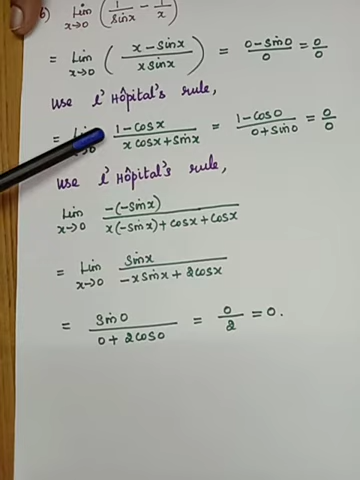 b) Lim x→0 (1/sinx − 1/x)
= Lim x→0 (x − sinx / x sinx) = 0 − sin0 / 0 = 0/0
Use l' Hôpital's rule,
= x→0 1 − cosx / x cosx + sinx = 1 − cos0 / 0 + sin0 = 0/0
Use l' Hôpital's rule,
Lim x→0 −(−sinx) / x(−sinx) + cosx + cosx
= Lim x→0 sinx / −x sinx + 2cosx
= sin0 / 0 + 2cos0 = 0/2 = 0.